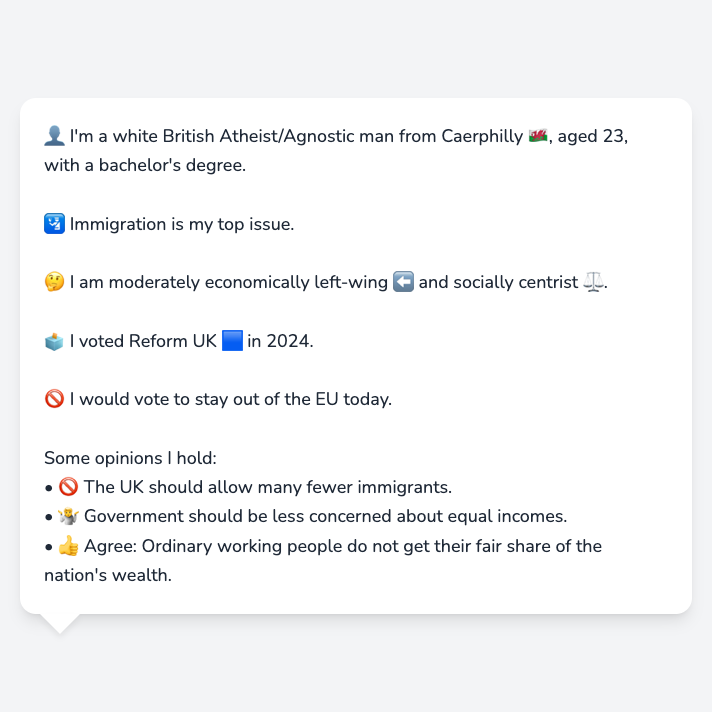 👤 I'm a white British Atheist/Agnostic man from Caerphilly 🏴󠁧󠁢󠁷󠁬󠁳󠁿, aged 23,
with a bachelor's degree.
🛂 Immigration is my top issue.
🤔 I am moderately economically left-wing ⬅️ and socially centrist ⚖️.
🗳️ I voted Reform UK 🟦 in 2024.
🚫 I would vote to stay out of the EU today.
Some opinions I hold:
• 🚫 The UK should allow many fewer immigrants.
• 🤷 Government should be less concerned about equal incomes.
• 👍 Agree: Ordinary working people do not get their fair share of the
nation's wealth.